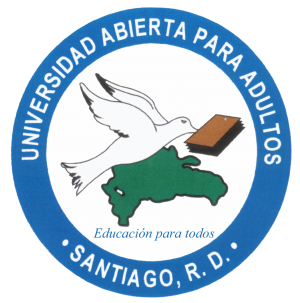 UNIVERSIDAD ABIERTA PARA ADULTOS
Educación para todos
• SANTIAGO, R. D. •